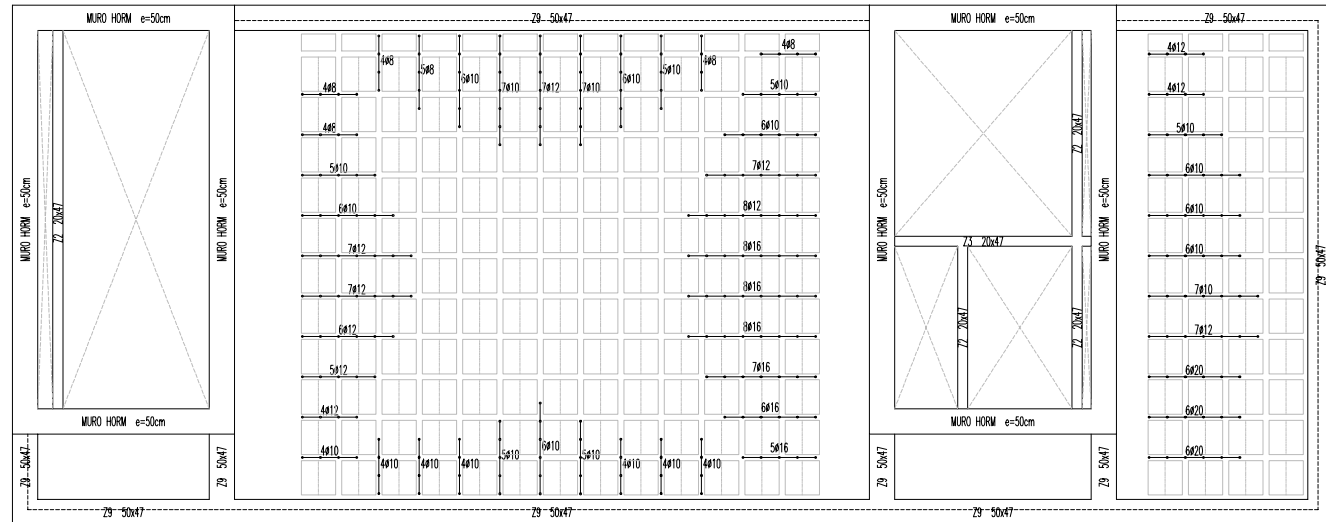 MURO HORM e=50cm
Z9 50x47
MURO HORM e=50cm
Z9 50x47
4ø8
5ø8
6ø10
7ø10
7ø12
7ø10
6ø10
5ø10
4ø8
4ø8
4ø12
4ø8
5ø10
4ø12
4ø8
6ø10
5ø10
5ø10
7ø12
6ø10
6ø10
8ø12
6ø10
7ø12
8ø16
6ø10
7ø12
8ø16
7ø10
6ø12
8ø16
7ø12
5ø12
7ø16
6ø20
4ø12
6ø16
6ø20
4ø10
5ø16
6ø20
4ø10
4ø10
4ø10
5ø10
6ø10
5ø10
4ø10
4ø10
4ø10
MURO HORM e=50cm
Z2 20x47
MURO HORM e=50cm
MURO HORM e=50cm
Z2 20x47
Z3 20x47
Z2 20x47
Z2 20x47
MURO HORM e=50cm
Z9 50x47
MURO HORM e=50cm
MURO HORM e=50cm
Z9 50x47
Z9 50x47
Z9 50x47
Z9 50x47
Z9 50x47
Z9 50x47
Z9 50x47